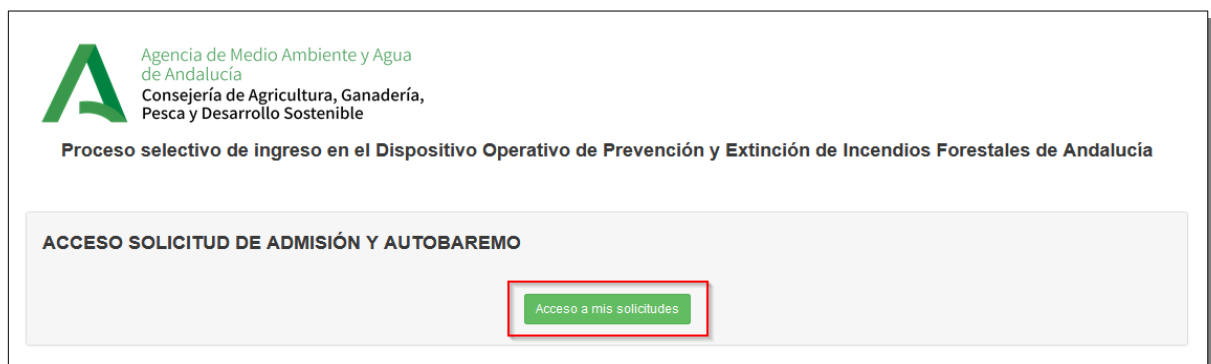 Agencia de Medio Ambiente y Agua
de Andalucía
Consejería de Agricultura, Ganadería,
Pesca y Desarrollo Sostenible
Proceso selectivo de ingreso en el Dispositivo Operativo de Prevención y Extinción de Incendios Forestales de Andalucía
ACCESO SOLICITUD DE ADMISIÓN Y AUTOBAREMO
Acceso a mis solicitudes